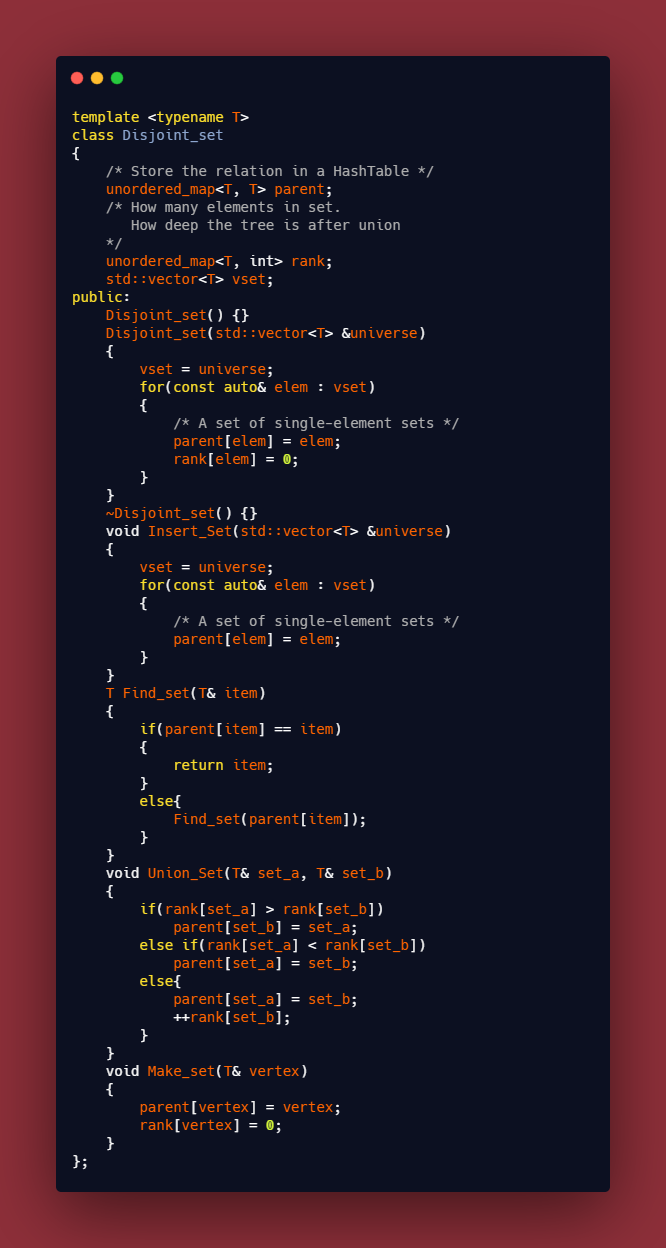 template <typename T>
class Disjoint_set
{
    /* Store the relation in a HashTable */
    unordered_map<T, T> parent;
    /* How many elements in set.
       How deep the tree is after union
    */
    unordered_map<T, int> rank;
    std::vector<T> vset;
public:
    Disjoint_set() {}
    Disjoint_set(std::vector<T> &universe)
    {
        vset = universe;
        for(const auto& elem : vset)
        {
            /* A set of single-element sets */
            parent[elem] = elem;
            rank[elem] = 0;
        }
    }
    ~Disjoint_set() {}
    void Insert_Set(std::vector<T> &universe)
    {
        vset = universe;
        for(const auto& elem : vset)
        {
            /* A set of single-element sets */
            parent[elem] = elem;
        }
    }
    T Find_set(T& item)
    {
        if(parent[item] == item)
        {
            return item;
        }
        else{
            Find_set(parent[item]);
        }
    }
    void Union_Set(T& set_a, T& set_b)
    {
        if(rank[set_a] > rank[set_b])
            parent[set_b] = set_a;
        else if(rank[set_a] < rank[set_b])
            parent[set_a] = set_b;
        else{
            parent[set_a] = set_b;
            ++rank[set_b];
        }
    }
    void Make_set(T& vertex)
    {
        parent[vertex] = vertex;
        rank[vertex] = 0;
    }
};